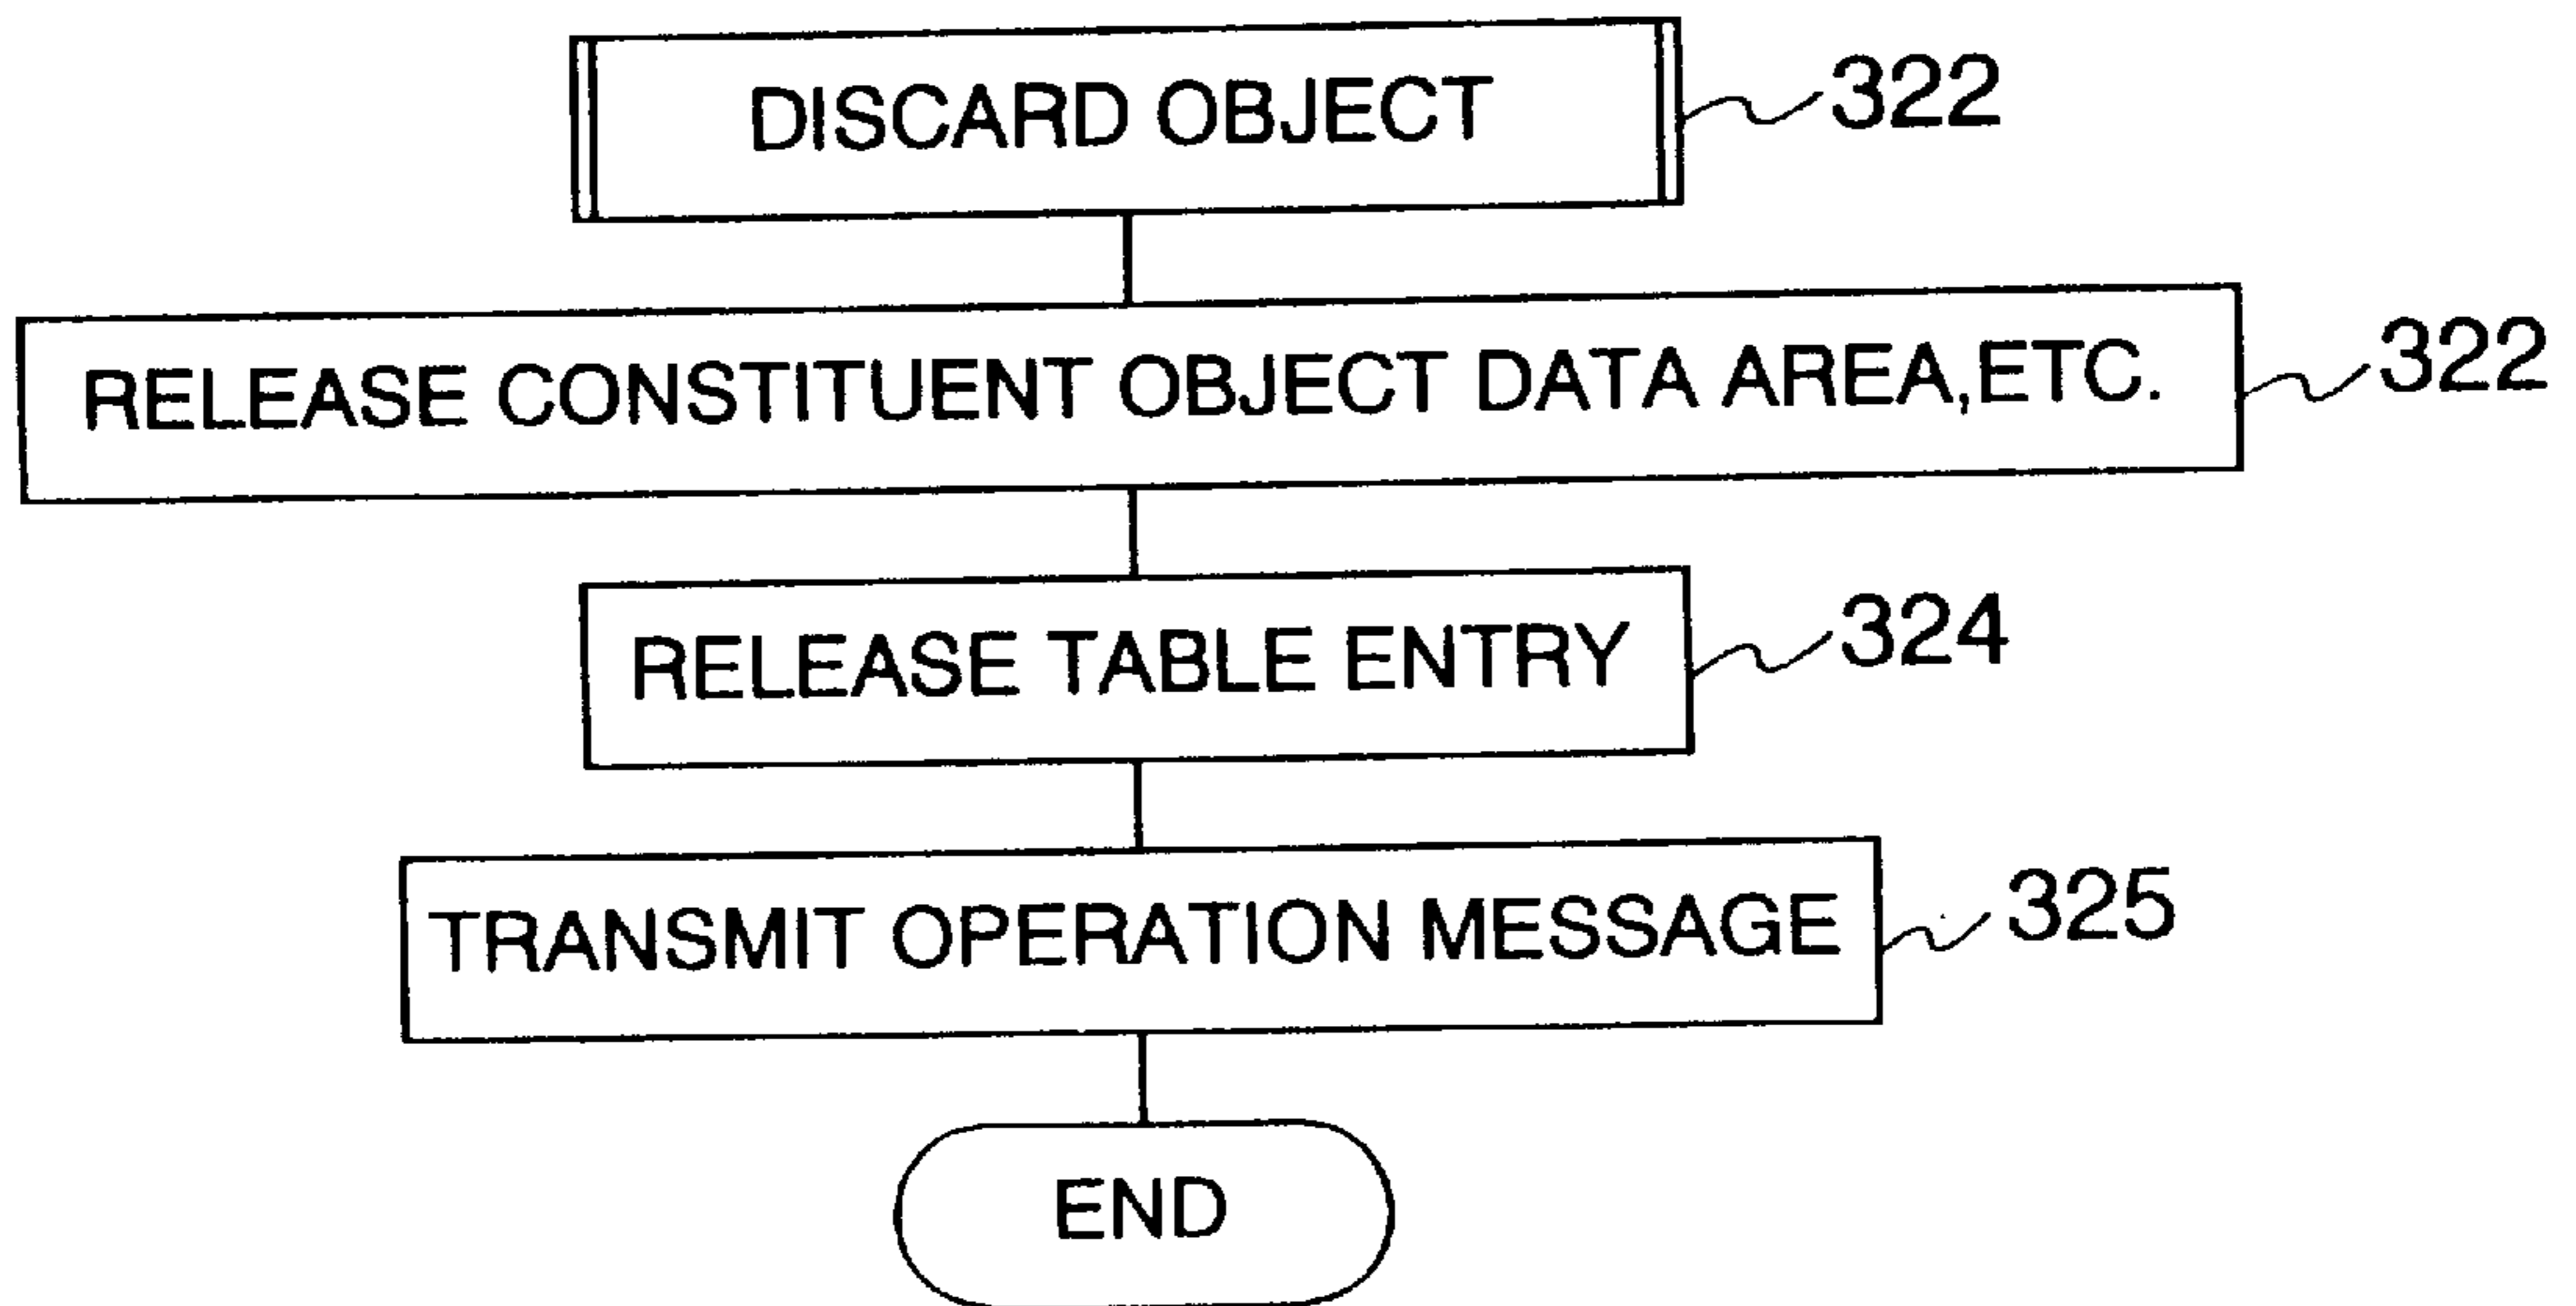 DISCARD OBJECT 322
RELEASE CONSTITUENT OBJECT DATA AREA,ETC. 322
RELEASE TABLE ENTRY 324
TRANSMIT OPERATION MESSAGE 325
END